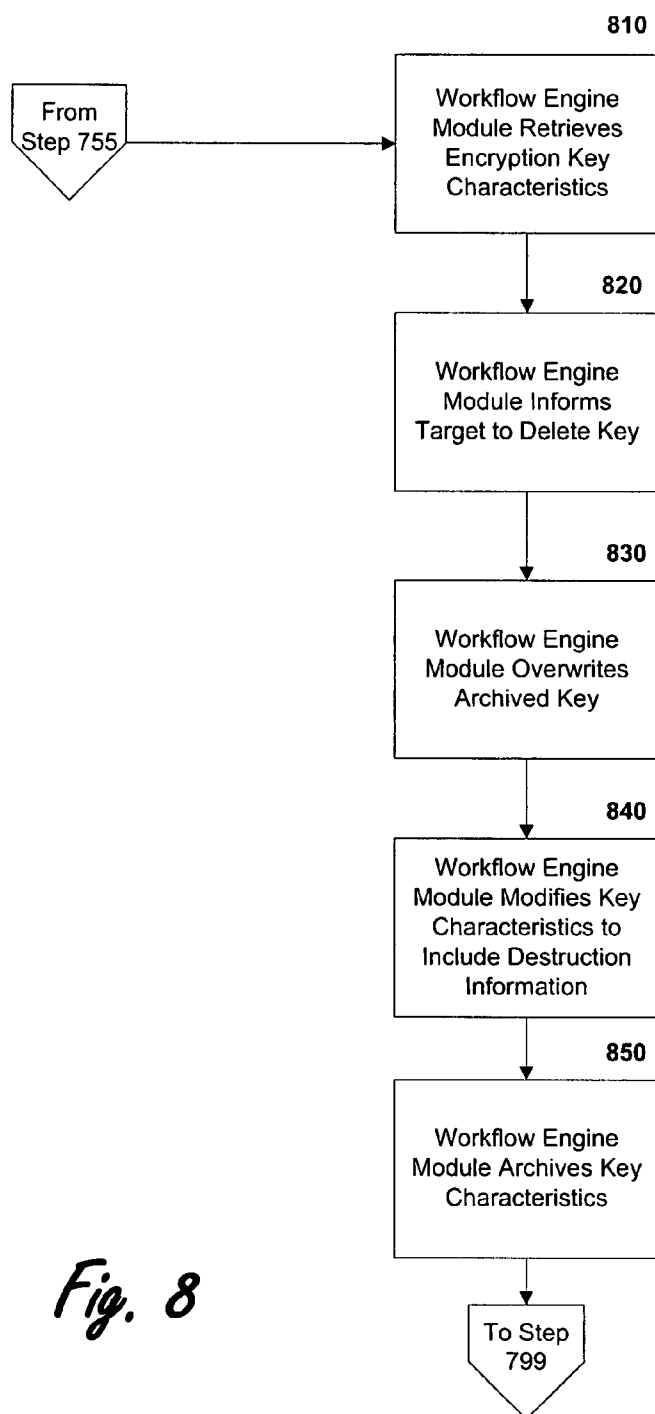 810
From
Step 755
Workflow Engine
Module Retrieves
Encryption Key
Characteristics
820
Workflow Engine
Module Informs
Target to Delete Key
830
Workflow Engine
Module Overwrites
Archived Key
840
Workflow Engine
Module Modifies Key
Characteristics to
Include Destruction
Information
850
Workflow Engine
Module Archives Key
Characteristics
Fig. 8
To Step
799